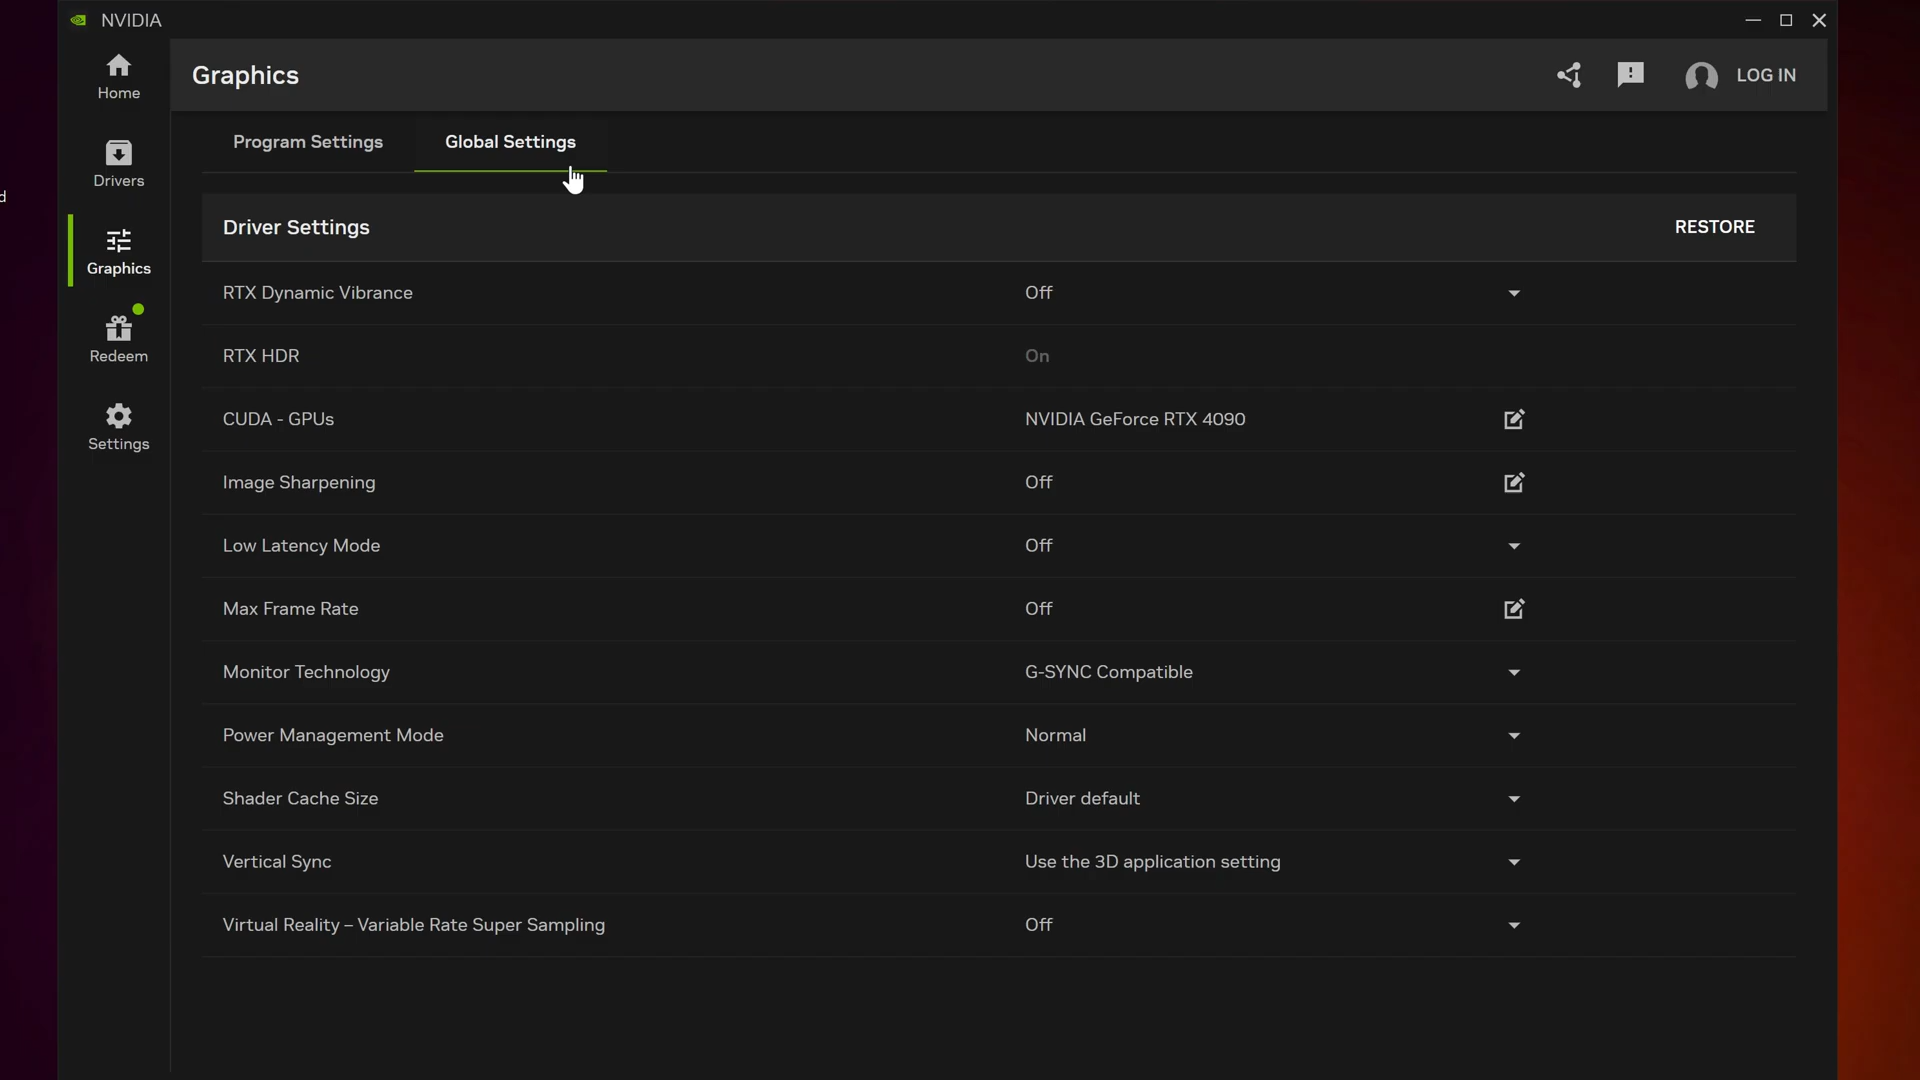 NVIDIA
Home
Graphics
LOG IN
Program Settings
Global Settings
Drivers
d
Driver Settings
RESTORE
Graphics
RTX Dynamic Vibrance
Off
Redeem
RTX HDR
On
CUDA - GPUs
NVIDIA GeForce RTX 4090
Settings
Image Sharpening
Off
Low Latency Mode
Off
Max Frame Rate
Off
Monitor Technology
G-SYNC Compatible
Power Management Mode
Normal
Shader Cache Size
Driver default
Vertical Sync
Use the 3D application setting
Virtual Reality – Variable Rate Super Sampling
Off